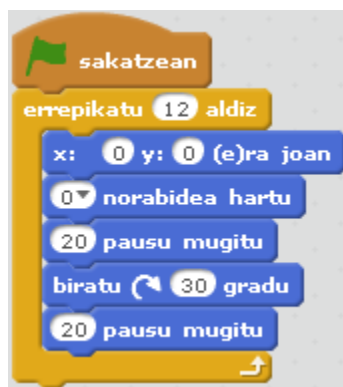 sakatzean
errepikatu 12 aldiz
x: 0 y: 0 (e)ra joan
0 norabidea hartu
20 pausu mugitu
biratu 30 gradu
20 pausu mugitu